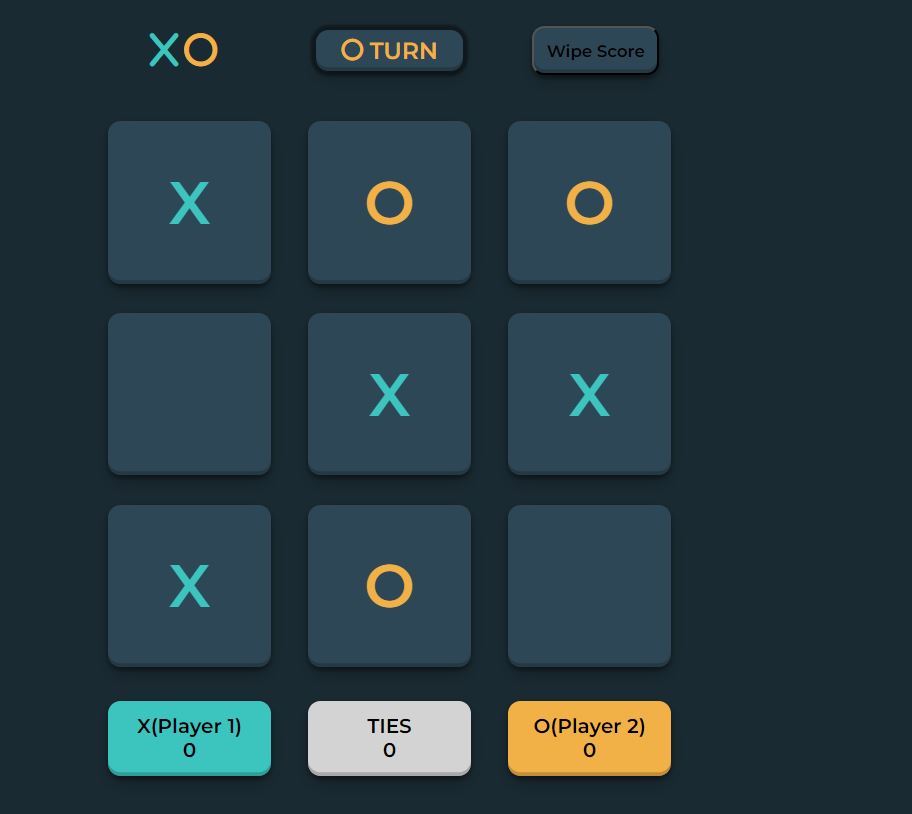 XO
O TURN
Wipe Score
X O O
X X
X O
X(Player 1)
0
TIES
0
O(Player 2)
0